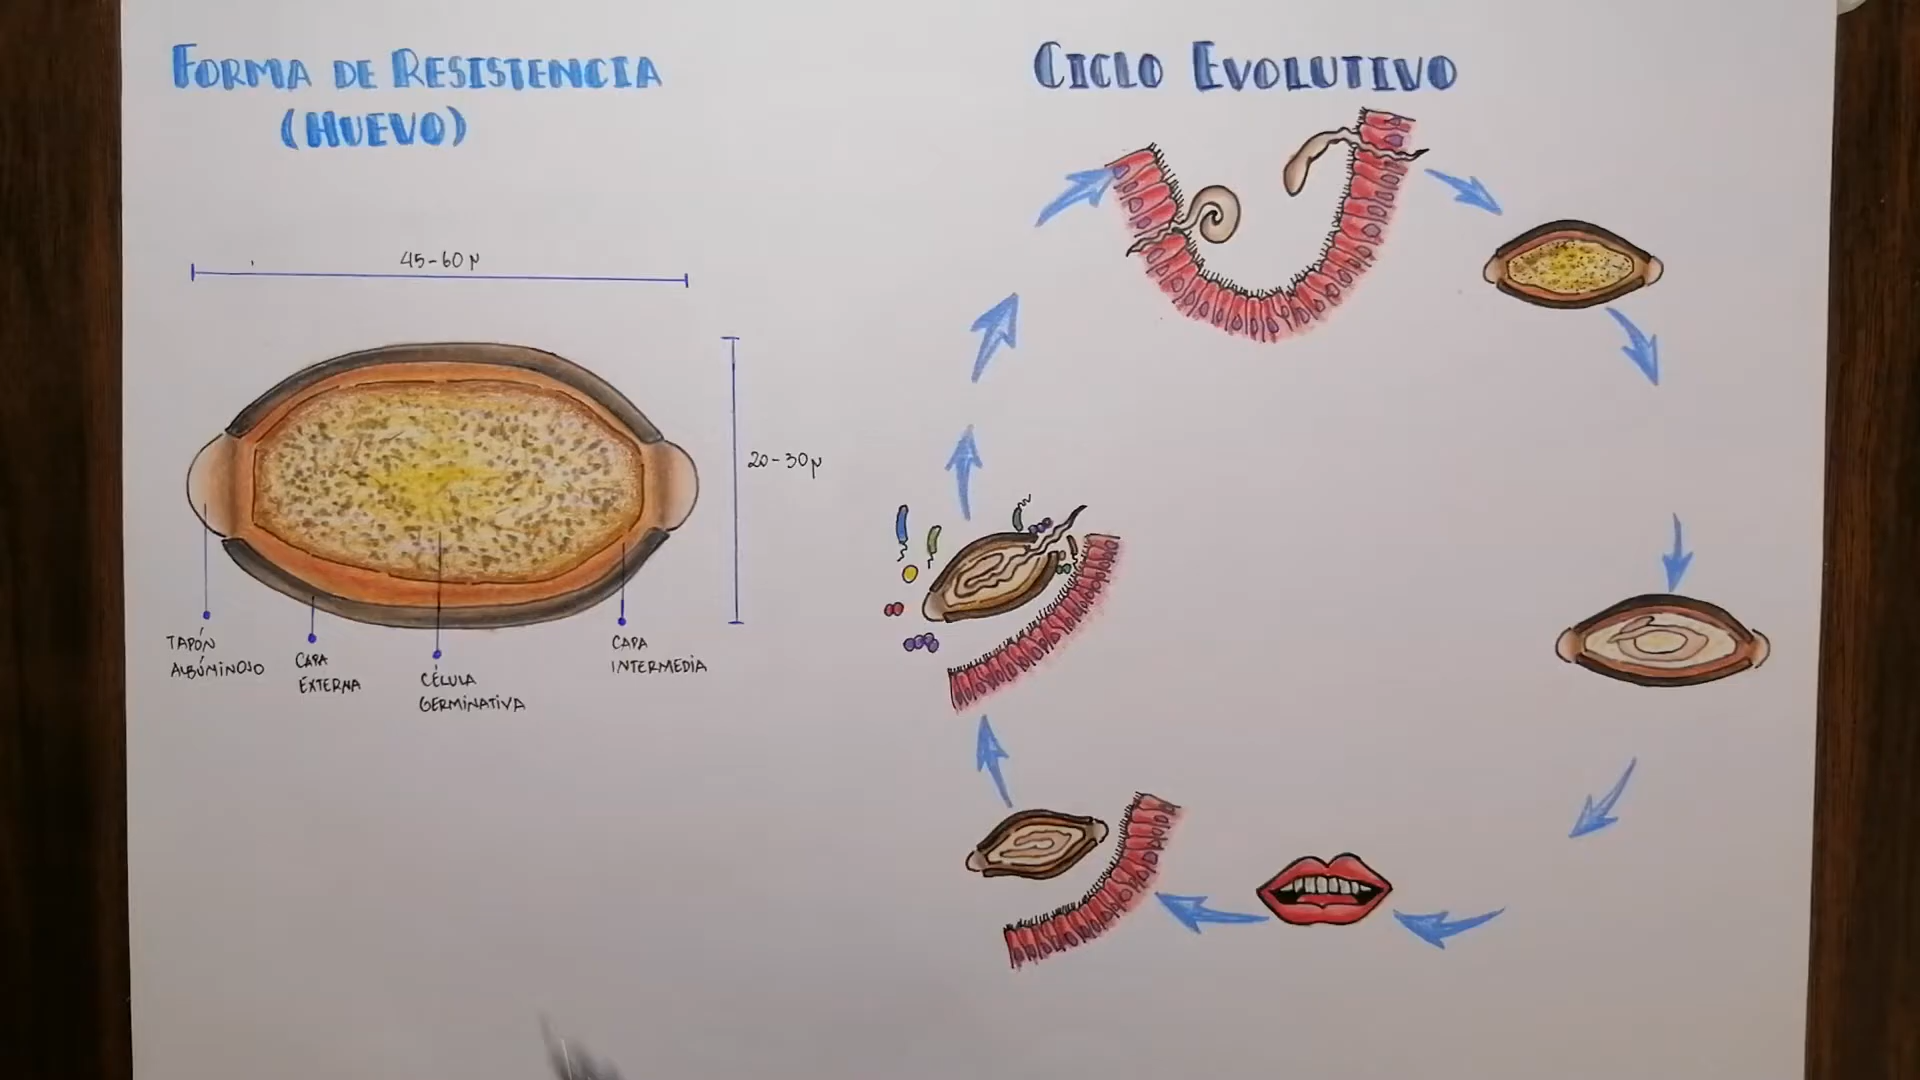 FORMA DE RESISTENCIA
(HUEVO)
CICLO EVOLUTIVO
45-60 µ
20-30 µ
TAPÓN
ALBÚMINOSO
CAPA
EXTERNA
CÉLULA
GERMINATIVA
CAPA
INTERMEDIA